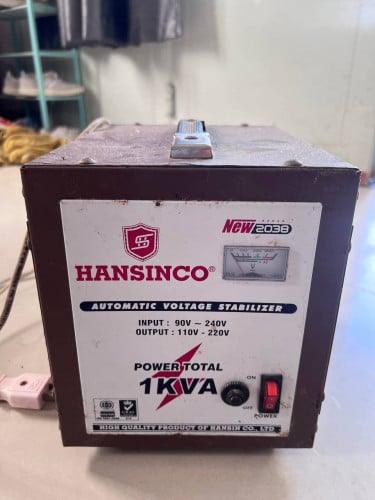 New 2038
HANSINCO®
AUTOMATIC VOLTAGE STABILIZER
INPUT : 90V ~ 240V
OUTPUT : 110V - 220V
POWER TOTAL
1KVA
ON
OFF
POWER
HIGH QUALITY PRODUCT OF HANSIN CO., LTD